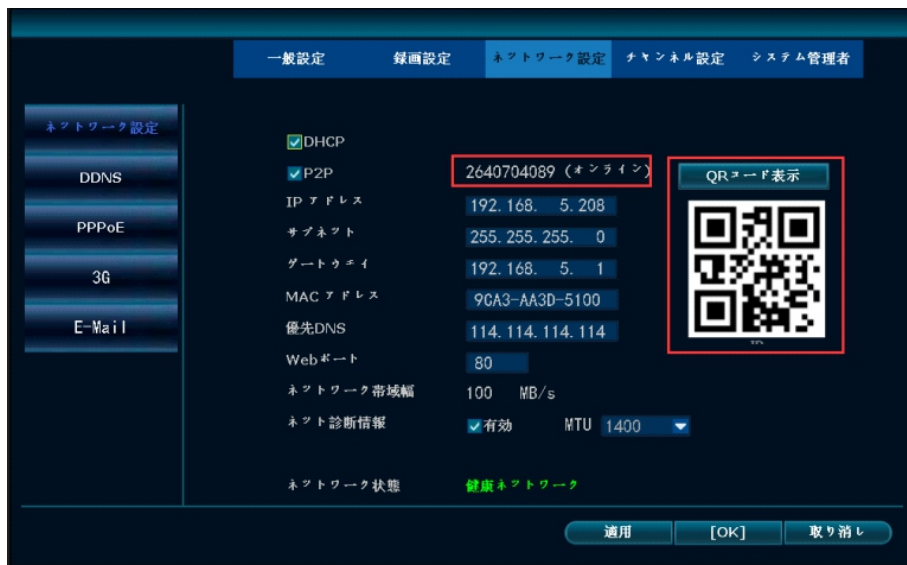 一般設定 録画設定 ネットワーク設定 チャンネル設定 システム管理者
ネットワーク設定
DDNS
PPPoE
3G
E-Mail
DHCP
P2P 2640704089 (オンライン)
QRコード表示
IP アドレス 192.168. 5.208
サブネット 255.255.255. 0
ゲートウェイ 192.168. 5. 1
MAC アドレス 9CA3-AA3D-5100
優先DNS 114.114.114.114
Webポート 80
ネットワーク帯域幅 100 MB/s
ネット診断情報 有効 MTU 1400
ネットワーク状態 健康ネットワーク
適用 [OK] 取り消し